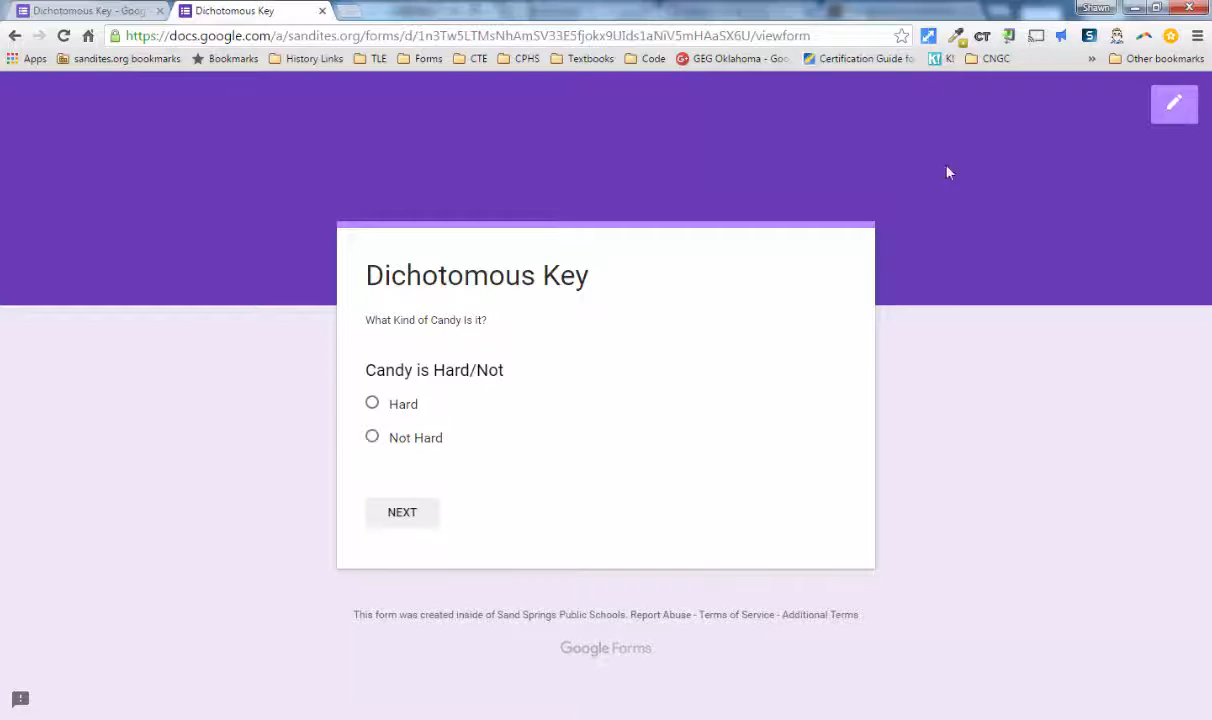 Dichotomous Key - Goog
Dichotomous Key
Shawn
https://docs.google.com/a/sandites.org/forms/d/1n3Tw5LTMsNhAmSV33E5fjokx9UIds1aNiV5mHAaSX6U/viewform
Apps
sandites.org bookmarks
Bookmarks
History Links
TLE
Forms
CTE
CPHS
Textbooks
Code
GEG Oklahoma - Goo
Certification Guide fo
K!
CNGC
»
Other bookmarks
Dichotomous Key
What Kind of Candy Is it?
Candy is Hard/Not
Hard
Not Hard
NEXT
This form was created inside of Sand Springs Public Schools. Report Abuse - Terms of Service - Additional Terms
Google Forms